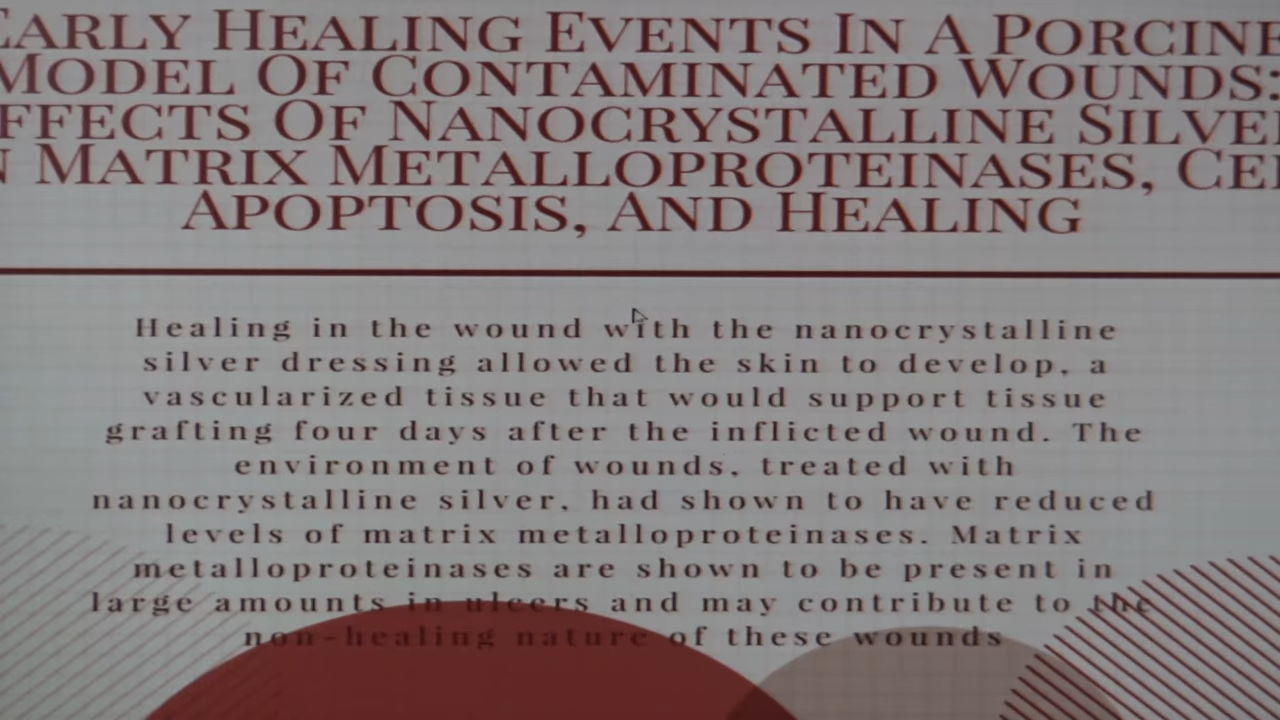 EARLY HEALING EVENTS IN A PORCINE
MODEL OF CONTAMINATED WOUNDS:
EFFECTS OF NANOCRYSTALLINE SILVER
MATRIX METALLOPROTEINASES,
APOPTOSIS, AND HEALING
Healing in the wound with the nanocrystalline
silver dressing allowed the skin to develop, a
vascularized tissue that would support tissue
grafting four days after the inflicted wound. The
environment of wounds, treated with
nanocrystalline silver, had shown to have reduced
levels of matrix metalloproteinases. Matrix
metalloproteinases are shown to be present in
large amounts in ulcers and may contribute to the
non-healing nature of these wounds